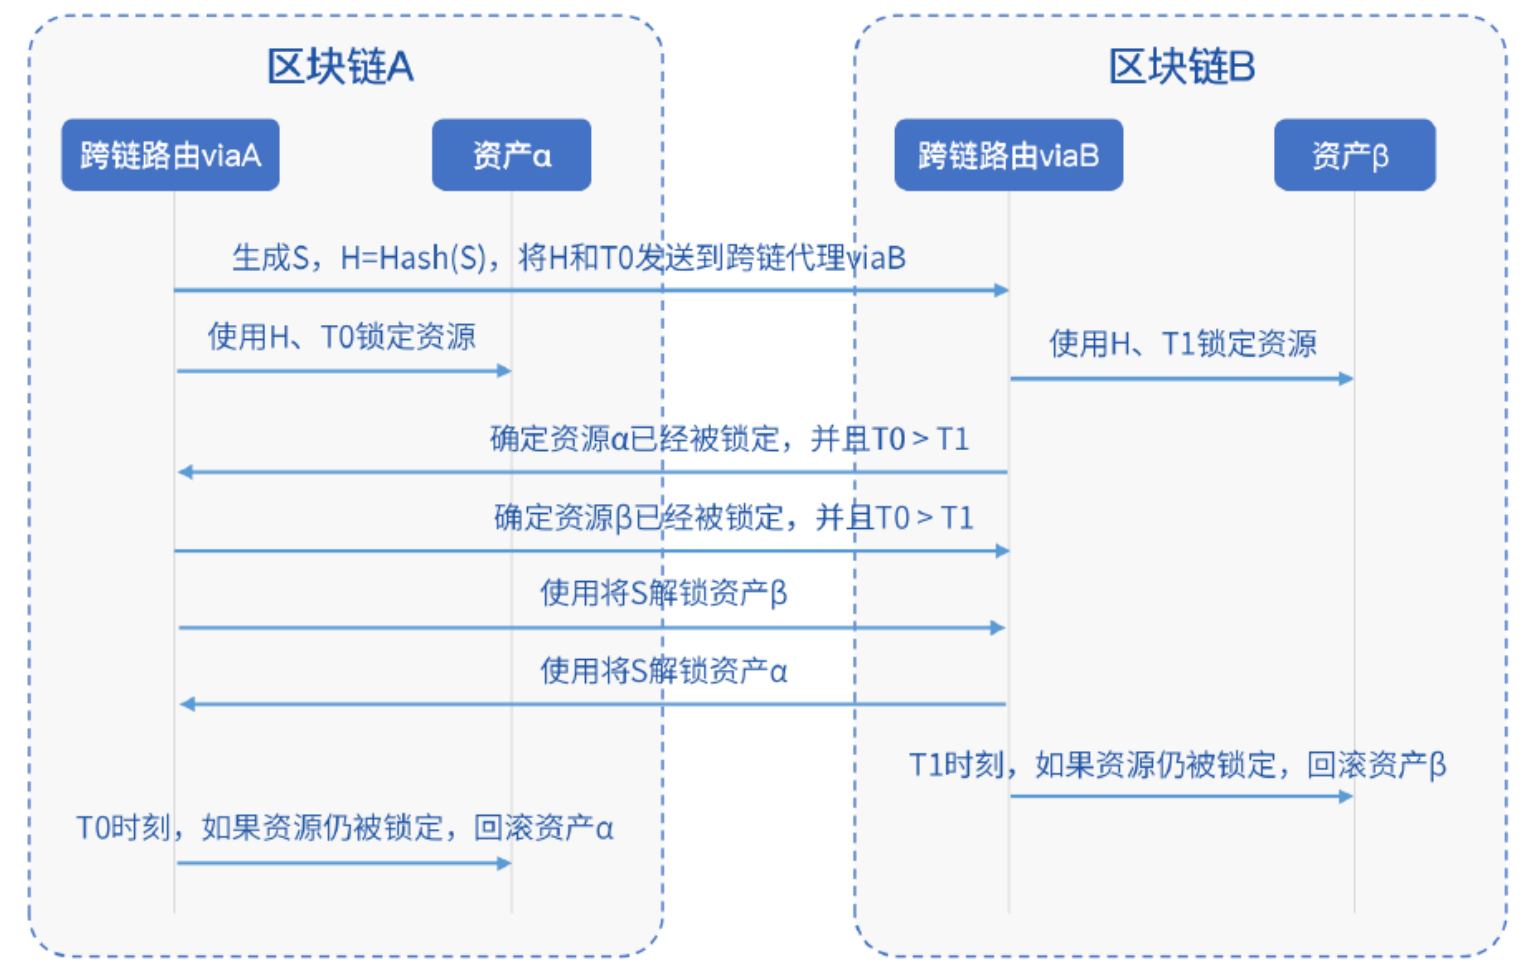 区块链A
区块链B
跨链路由viaA
资产α
跨链路由viaB
资产β
生成S，H=Hash(S)，将H和T0发送到跨链代理viaB
使用H、T0锁定资源
使用H、T1锁定资源
确定资源α已经被锁定，并且T0 > T1
确定资源β已经被锁定，并且T0 > T1
使用将S解锁资产β
使用将S解锁资产α
T1时刻，如果资源仍被锁定，回滚资产β
T0时刻，如果资源仍被锁定，回滚资产α